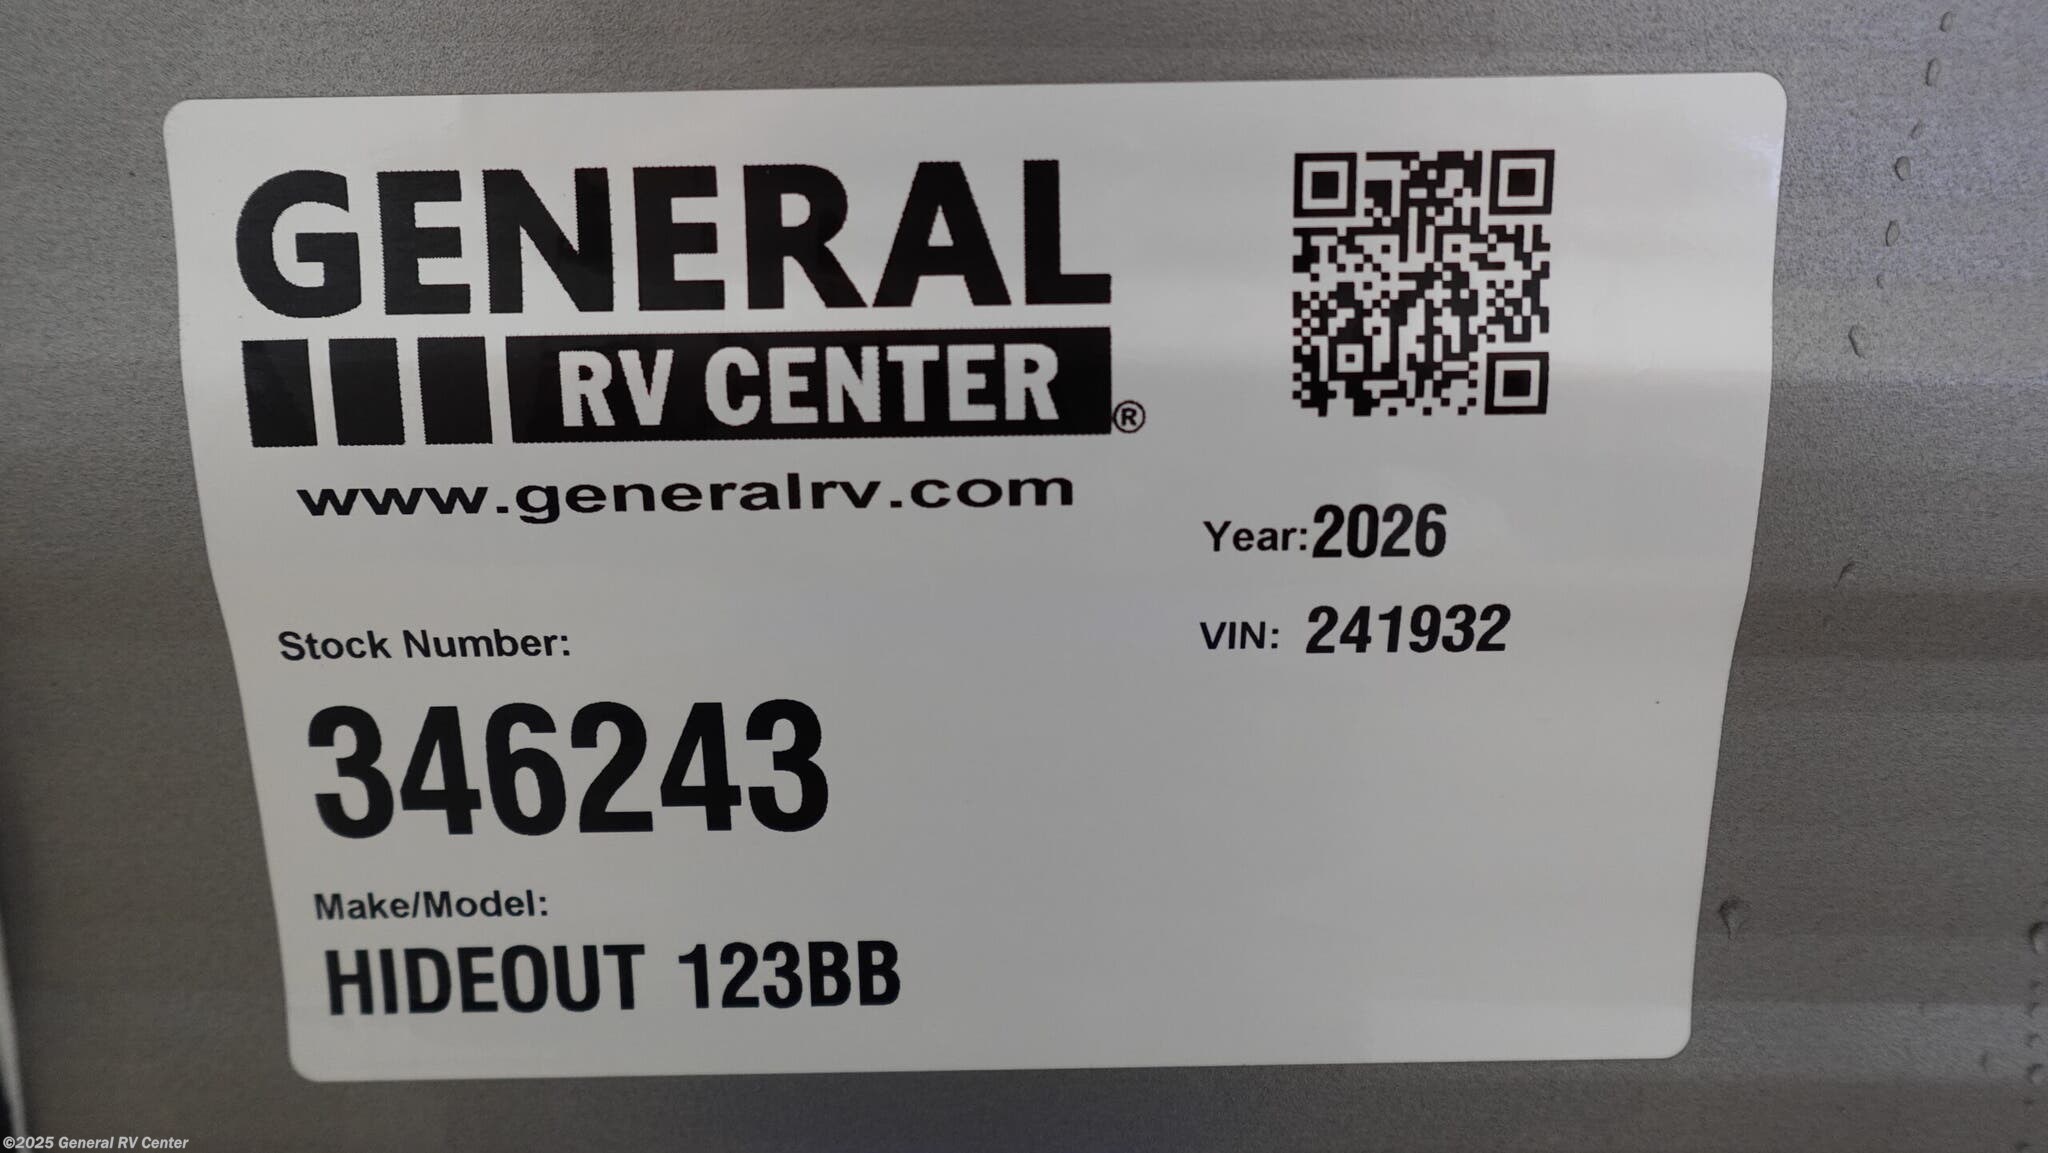 GENERAL
RV CENTER®
www.generalrv.com
Year: 2026
VIN: 241932
Stock Number:
346243
Make/Model:
HIDEOUT 123BB
©2025 General RV Center